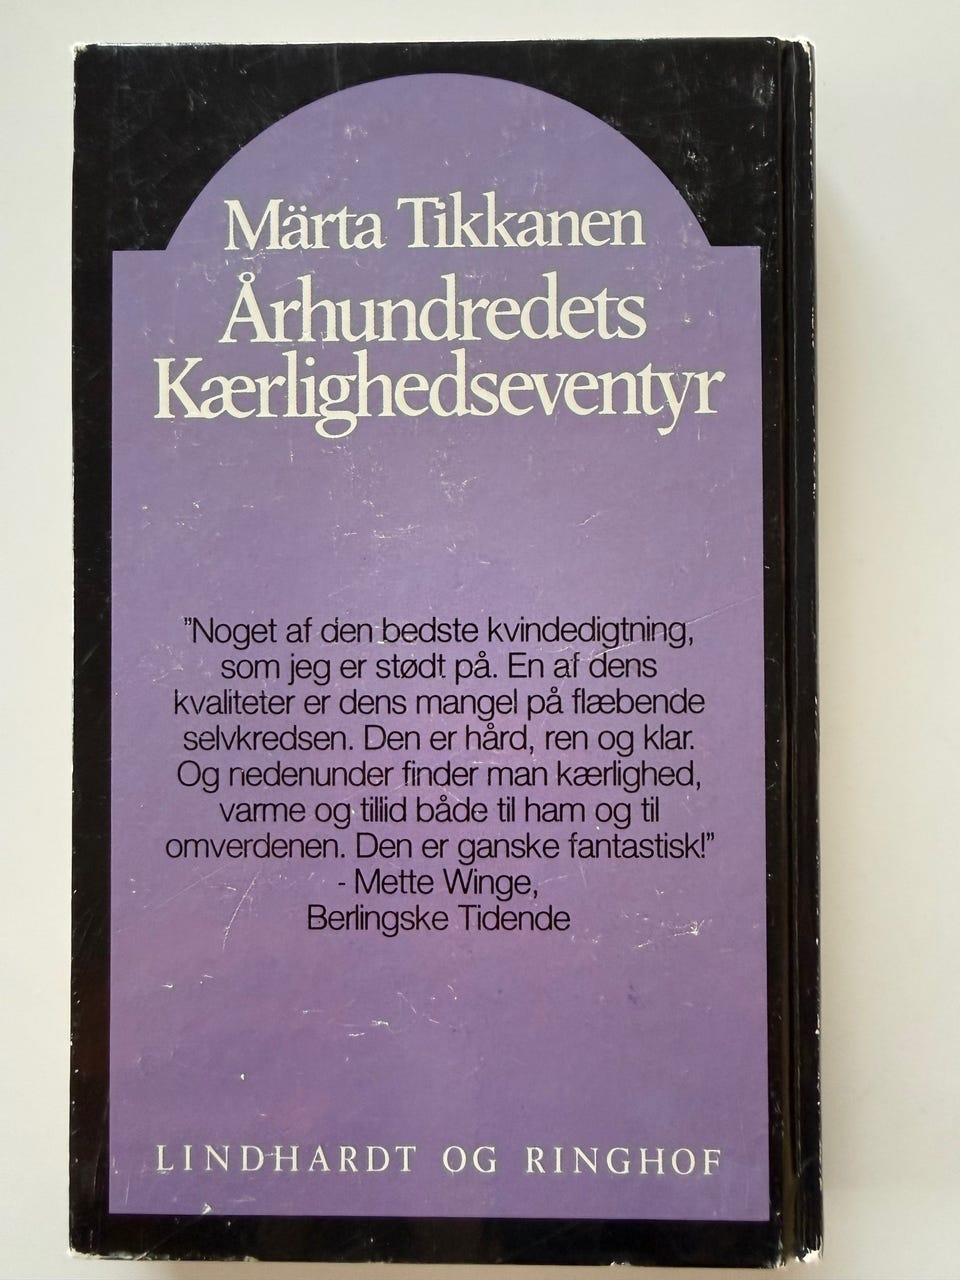 Märta Tikkanen
Århundredets
Kærlighedseventyr
"Noget af den bedste kvindedigtning,
som jeg er stødt på. En af dens
kvaliteter er dens mangel på flæbende
selvkredsen. Den er hård, ren og klar.
Og nedenunder finder man kærlighed,
varme og tillid både til ham og til
omverdenen. Den er ganske fantastisk!"
- Mette Winge,
Berlingske Tidende
LINDHARDT OG RINGHOF